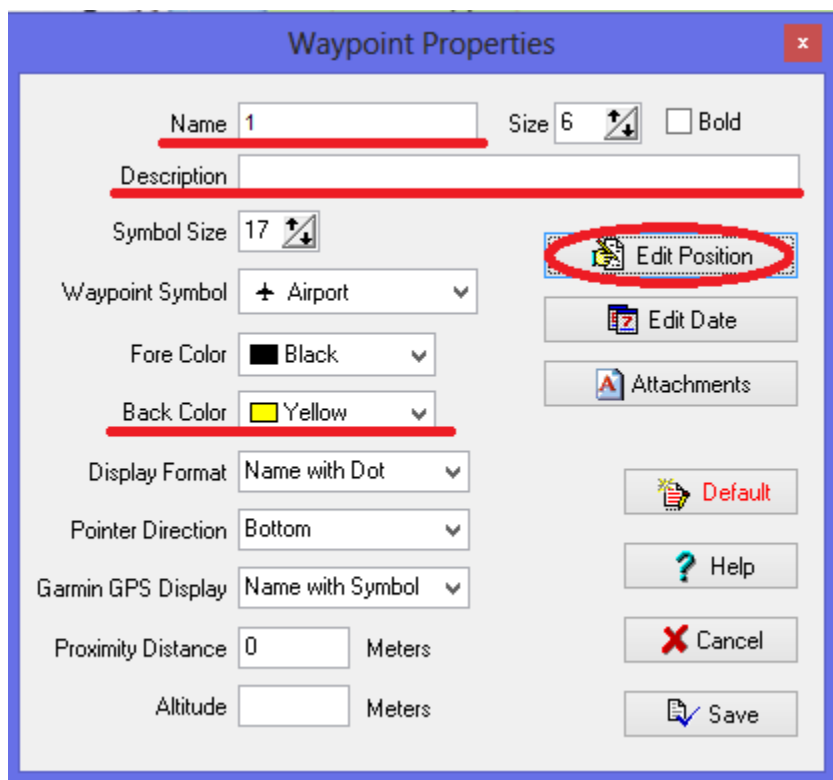 Waypoint Properties
x
Name 1 Size 6 Bold
Description
Symbol Size 17
Edit Position
Waypoint Symbol Airport
Edit Date
Fore Color Black
Attachments
Back Color Yellow
Display Format Name with Dot
Default
Pointer Direction Bottom
Help
Garmin GPS Display Name with Symbol
Proximity Distance 0 Meters
Cancel
Altitude Meters
Save